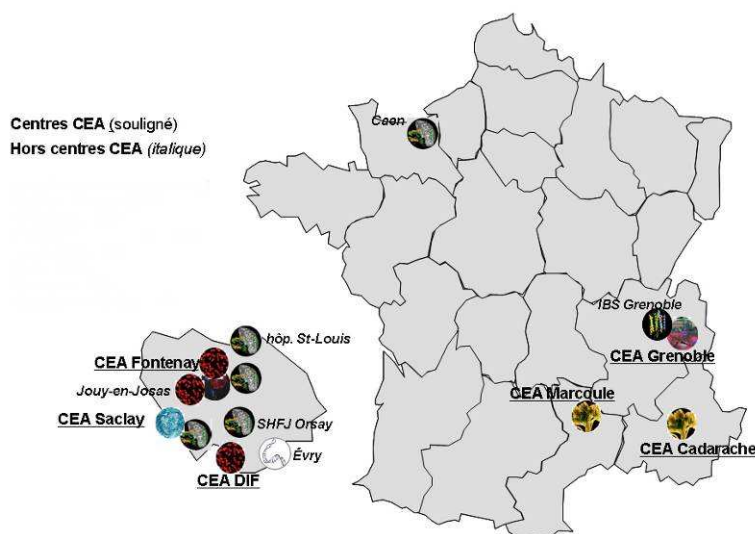 Centres CEA (souligné)
Hors centres CEA (italique)
Caen
IBS Grenoble
CEA Grenoble
hôp. St-Louis
CEA Fontenay
Jouy-en-Josas
CEA Saclay
SHFJ Orsay
Évry
CEA DIF
CEA Marcoule
CEA Cadarache